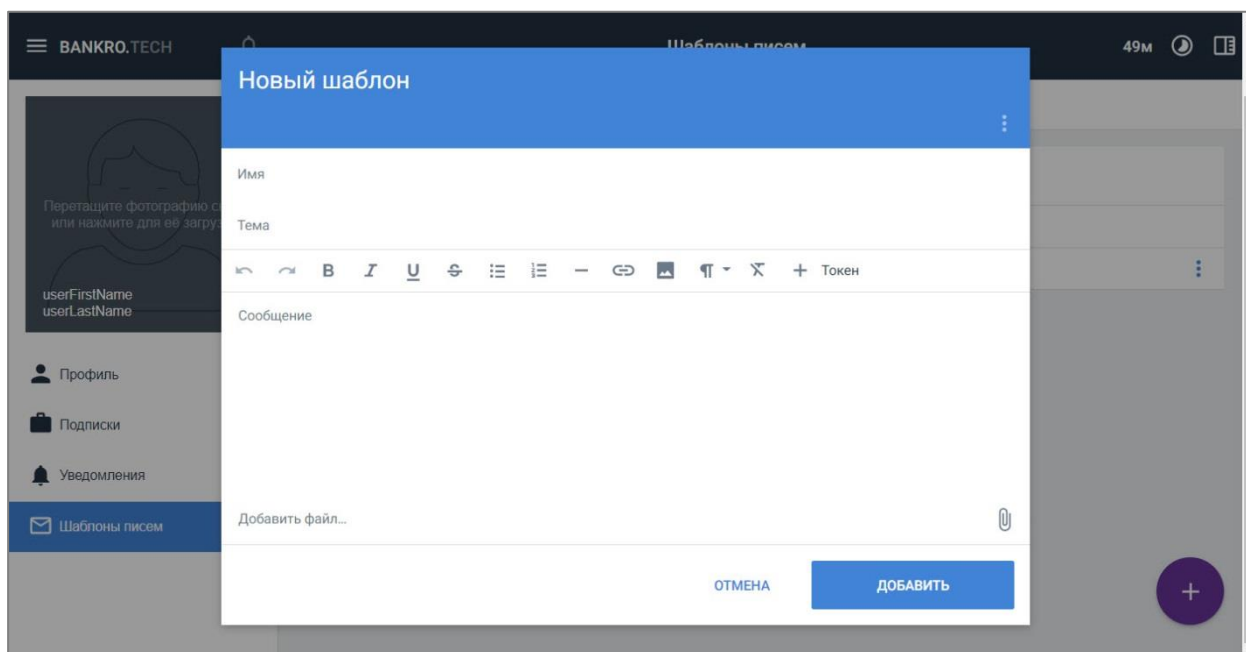 BANKRO.TECH
Шаблоны писем
49м
Новый шаблон
Перетащите фотографию
или нажмите для её
userFirstName
userLastName
Профиль
Подписки
Уведомления
Шаблоны писем
Имя
Тема
B I U S
¶
+ Токен
Сообщение
Добавить файл...
ОТМЕНА
ДОБАВИТЬ
+